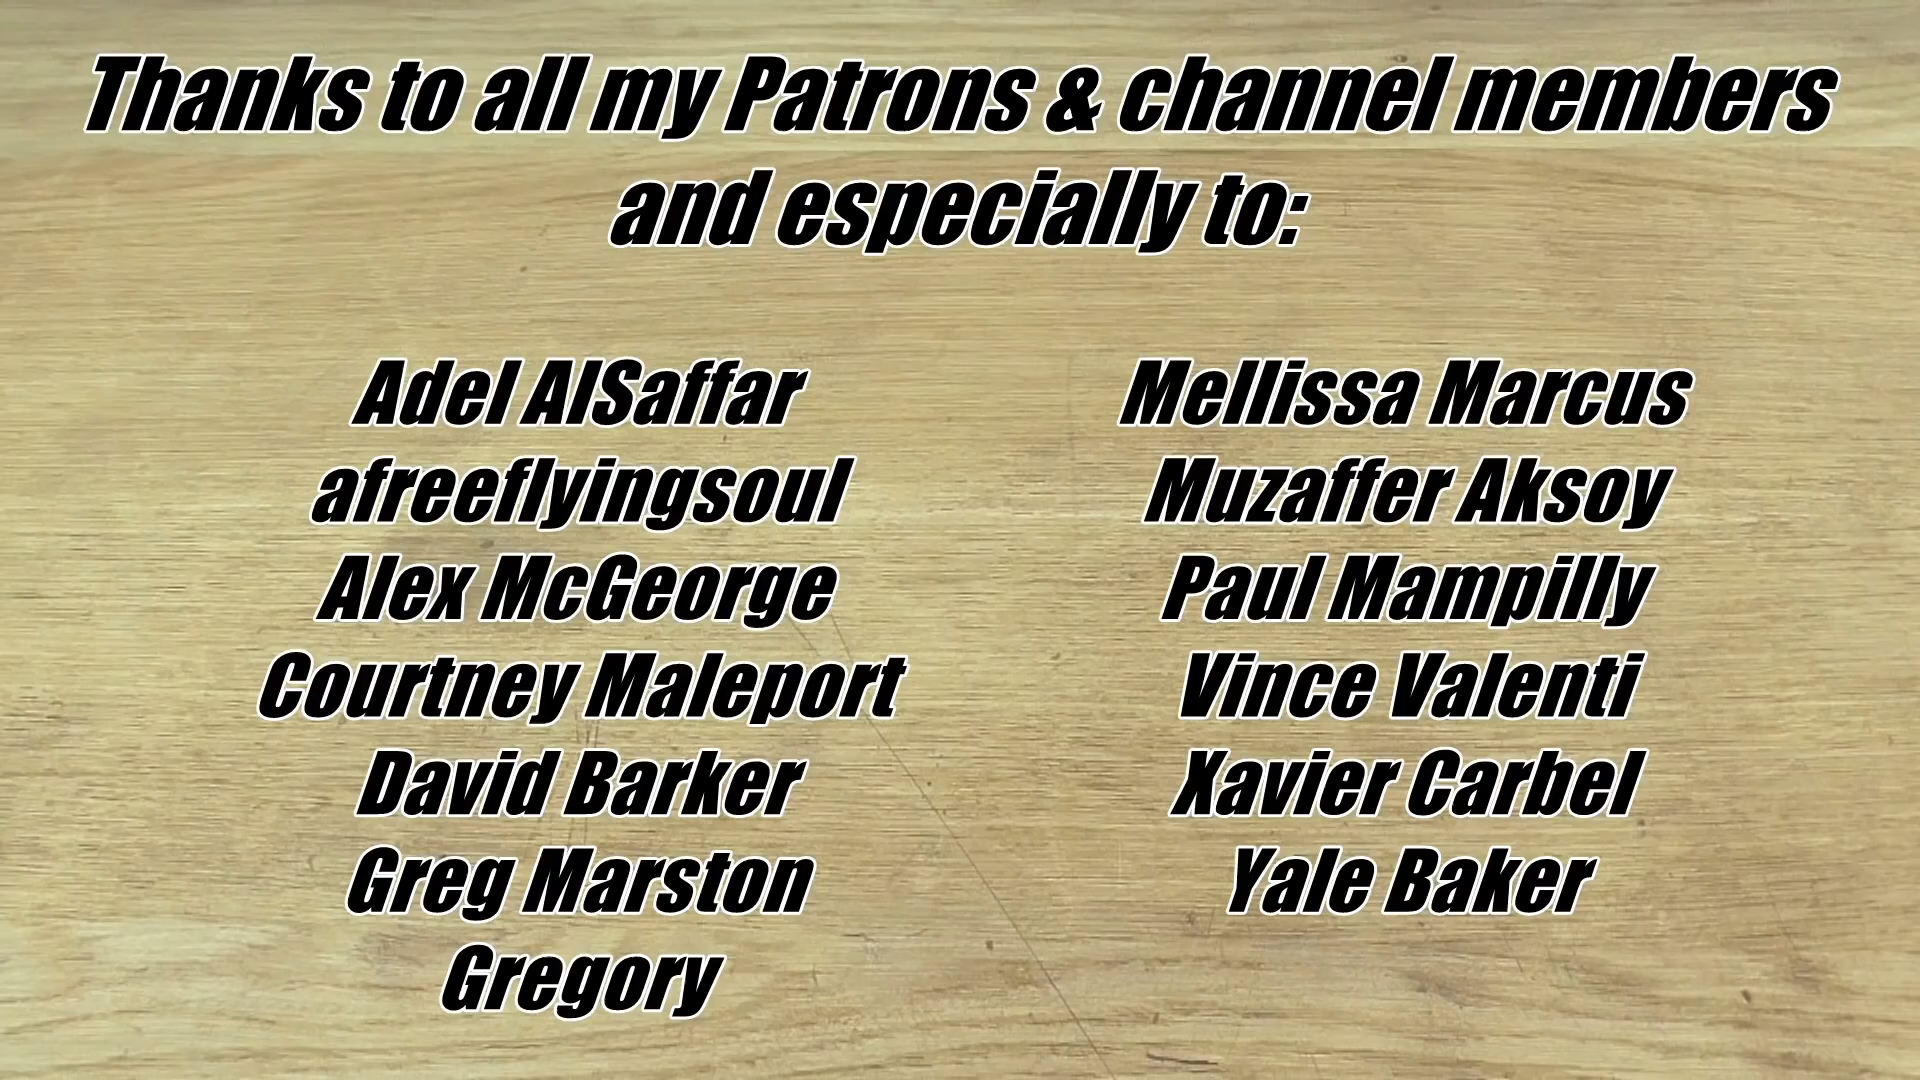 Thanks to all my Patrons & channel members
and especially to:
Adel AlSaffar
afreeflyingsoul
Alex McGeorge
Courtney Maleport
David Barker
Greg Marston
Gregory
Mellissa Marcus
Muzaffer Aksoy
Paul Mampilly
Vince Valenti
Xavier Carbel
Yale Baker